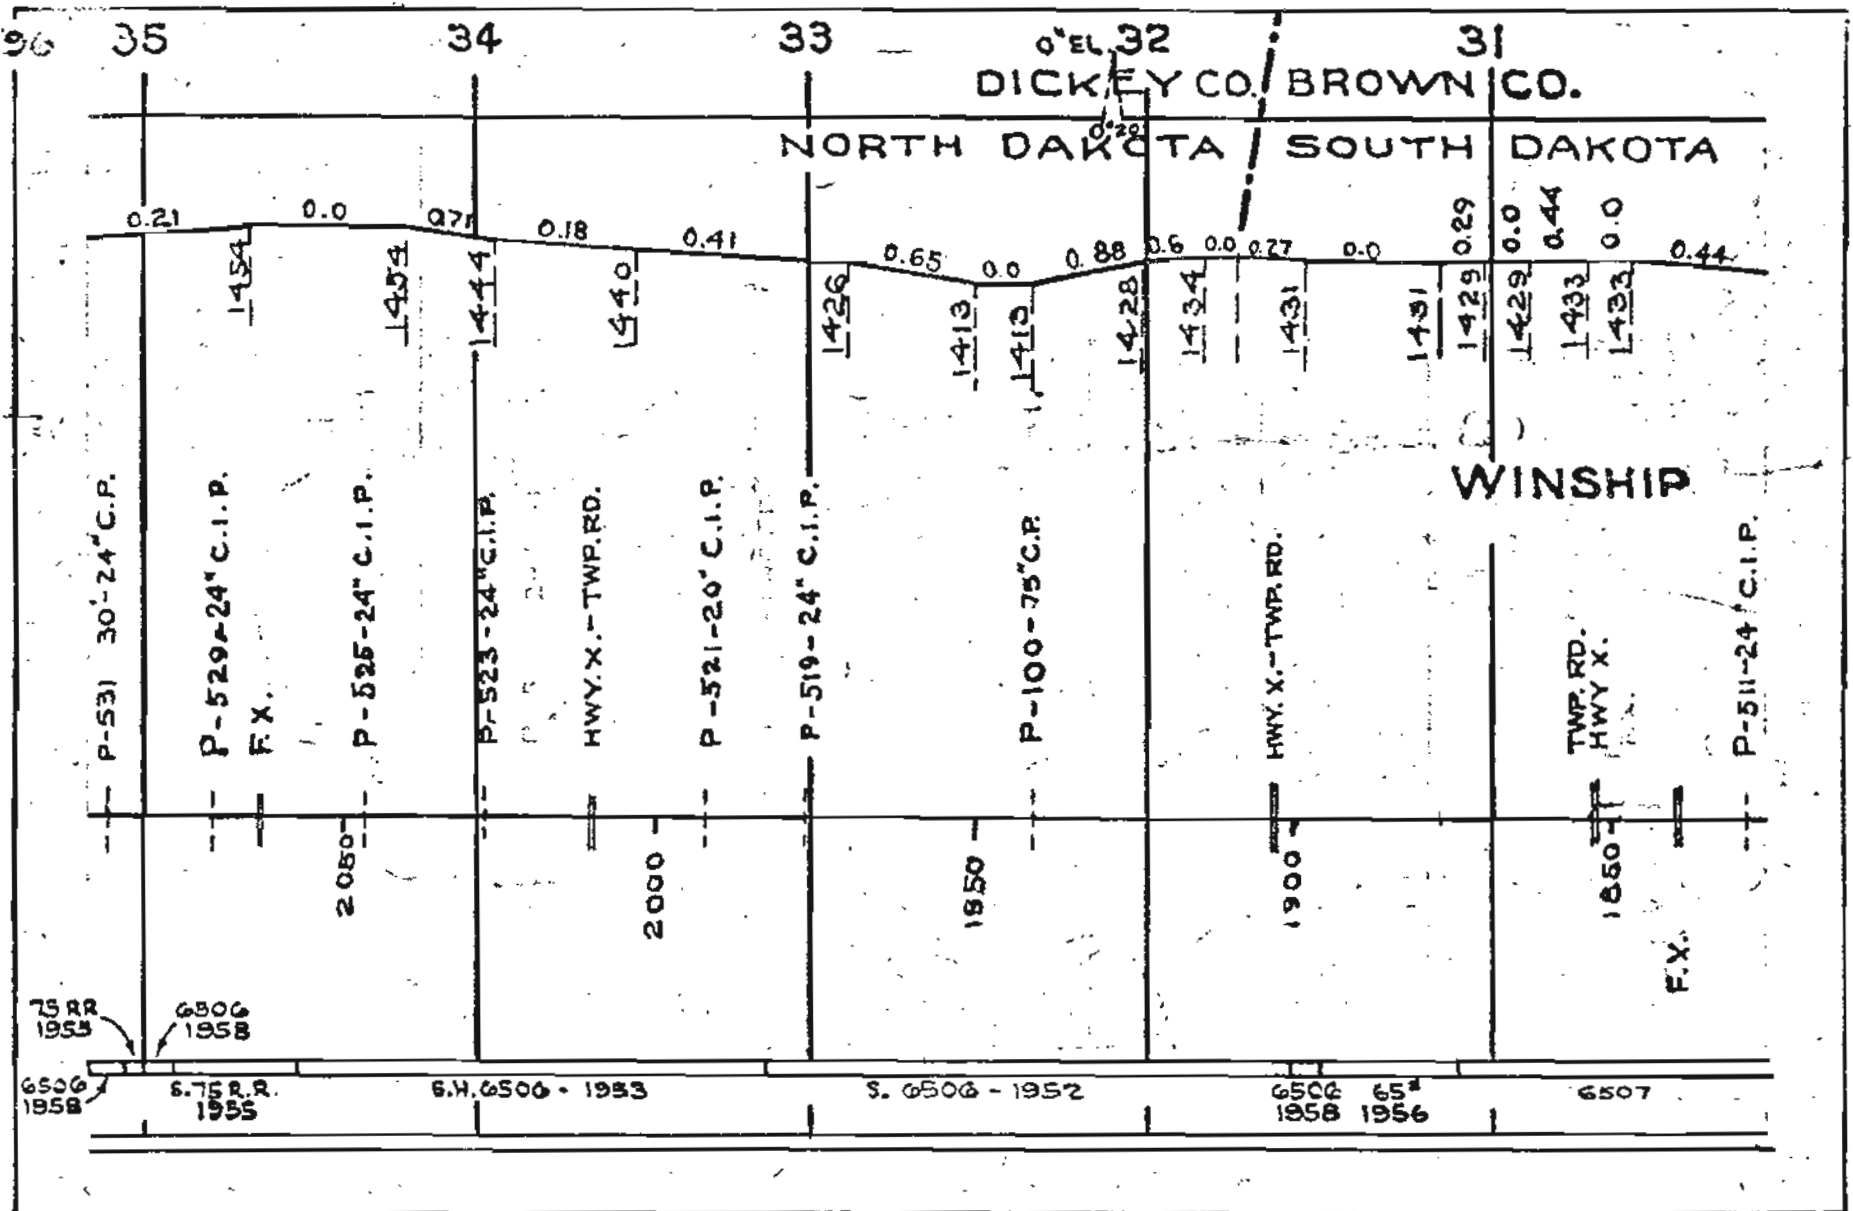 96 35 34 33 0"EL. 32 31
DICKEY CO. BROWN CO.
0°20'
NORTH DAKOTA SOUTH DAKOTA
0.21 0.0 0.71 0.18 0.41 0.65 0.0 0.88 0.6 0.0 0.27 0.0 0.29 0.0 0.44 0.0 0.44
1454 1454 1444 1440 1426 1413 1413 1428 1434 1431 1431 1429 1429 1433 1433
WINSHIP
P-531 30'-24" C.P.
P-529-24" C.I.P.
F.X.
P-525-24" C.I.P.
P-523-24" C.I.P.
HWY.X.-TWP.RD.
P-521-20" C.I.P.
P-519-24" C.I.P.
P-100-75" C.P.
HWY.X.-TWP.RD.
TWP.RD.
HWY X.
P-511-24" C.I.P.
2050 2000 1950 1900 1850
F.X.
75 RR
1955
6506
1958
6506
1958
S.75 R.R.
1955
S.H.6506-1953
S. 6506-1952
6506
1958
65#
1956
6507